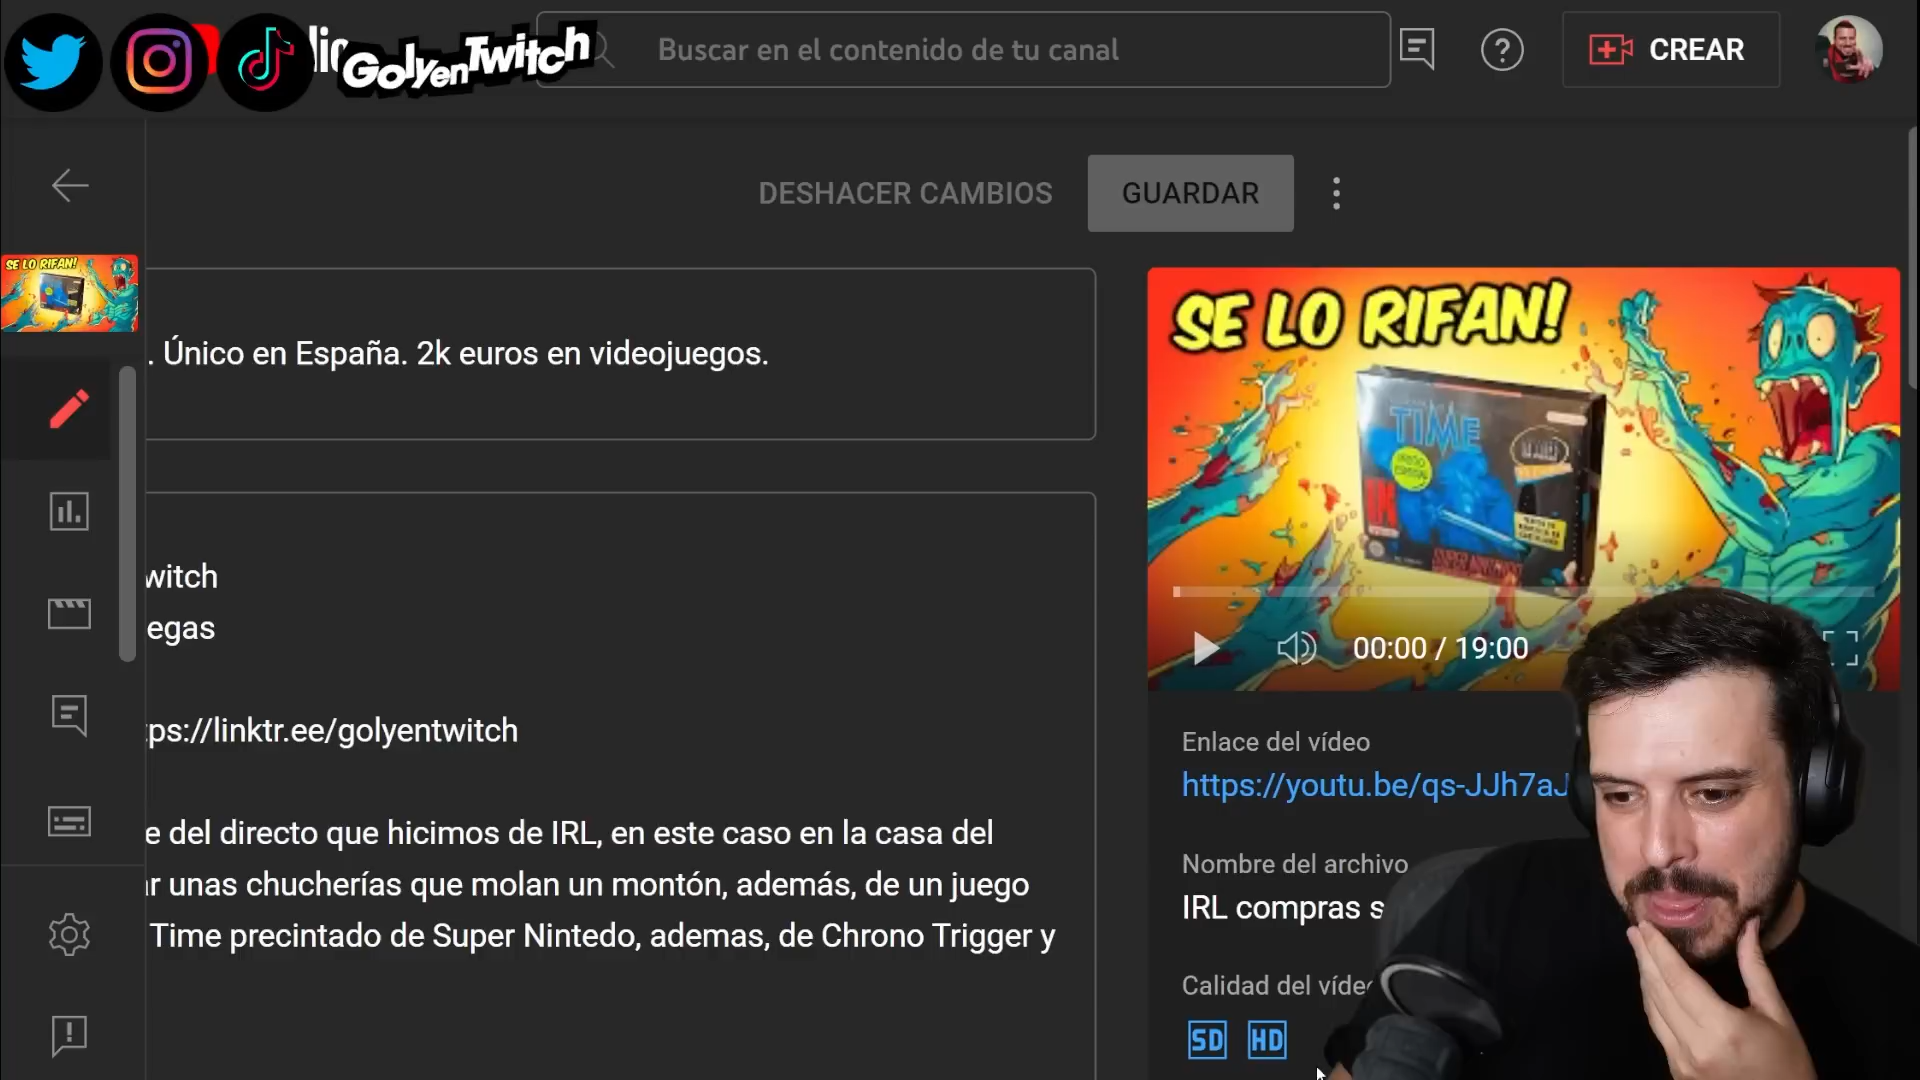 GolyenTwitch
Buscar en el contenido de tu canal
CREAR
DESHACER CAMBIOS
GUARDAR
SE LO RIFAN!
. Único en España. 2k euros en videojuegos.
SE LO RIFAN!
TIME
SUPER NINTENDO
witch
egas
00:00 / 19:00
ps://linktr.ee/golyentwitch
Enlace del vídeo
https://youtu.be/qs-JJh7aJ
e del directo que hicimos de IRL, en este caso en la casa del
ar unas chucherías que molan un montón, además, de un juego
Time precintado de Super Nintedo, ademas, de Chrono Trigger y
Nombre del archivo
IRL compras s
Calidad del víde
SD HD